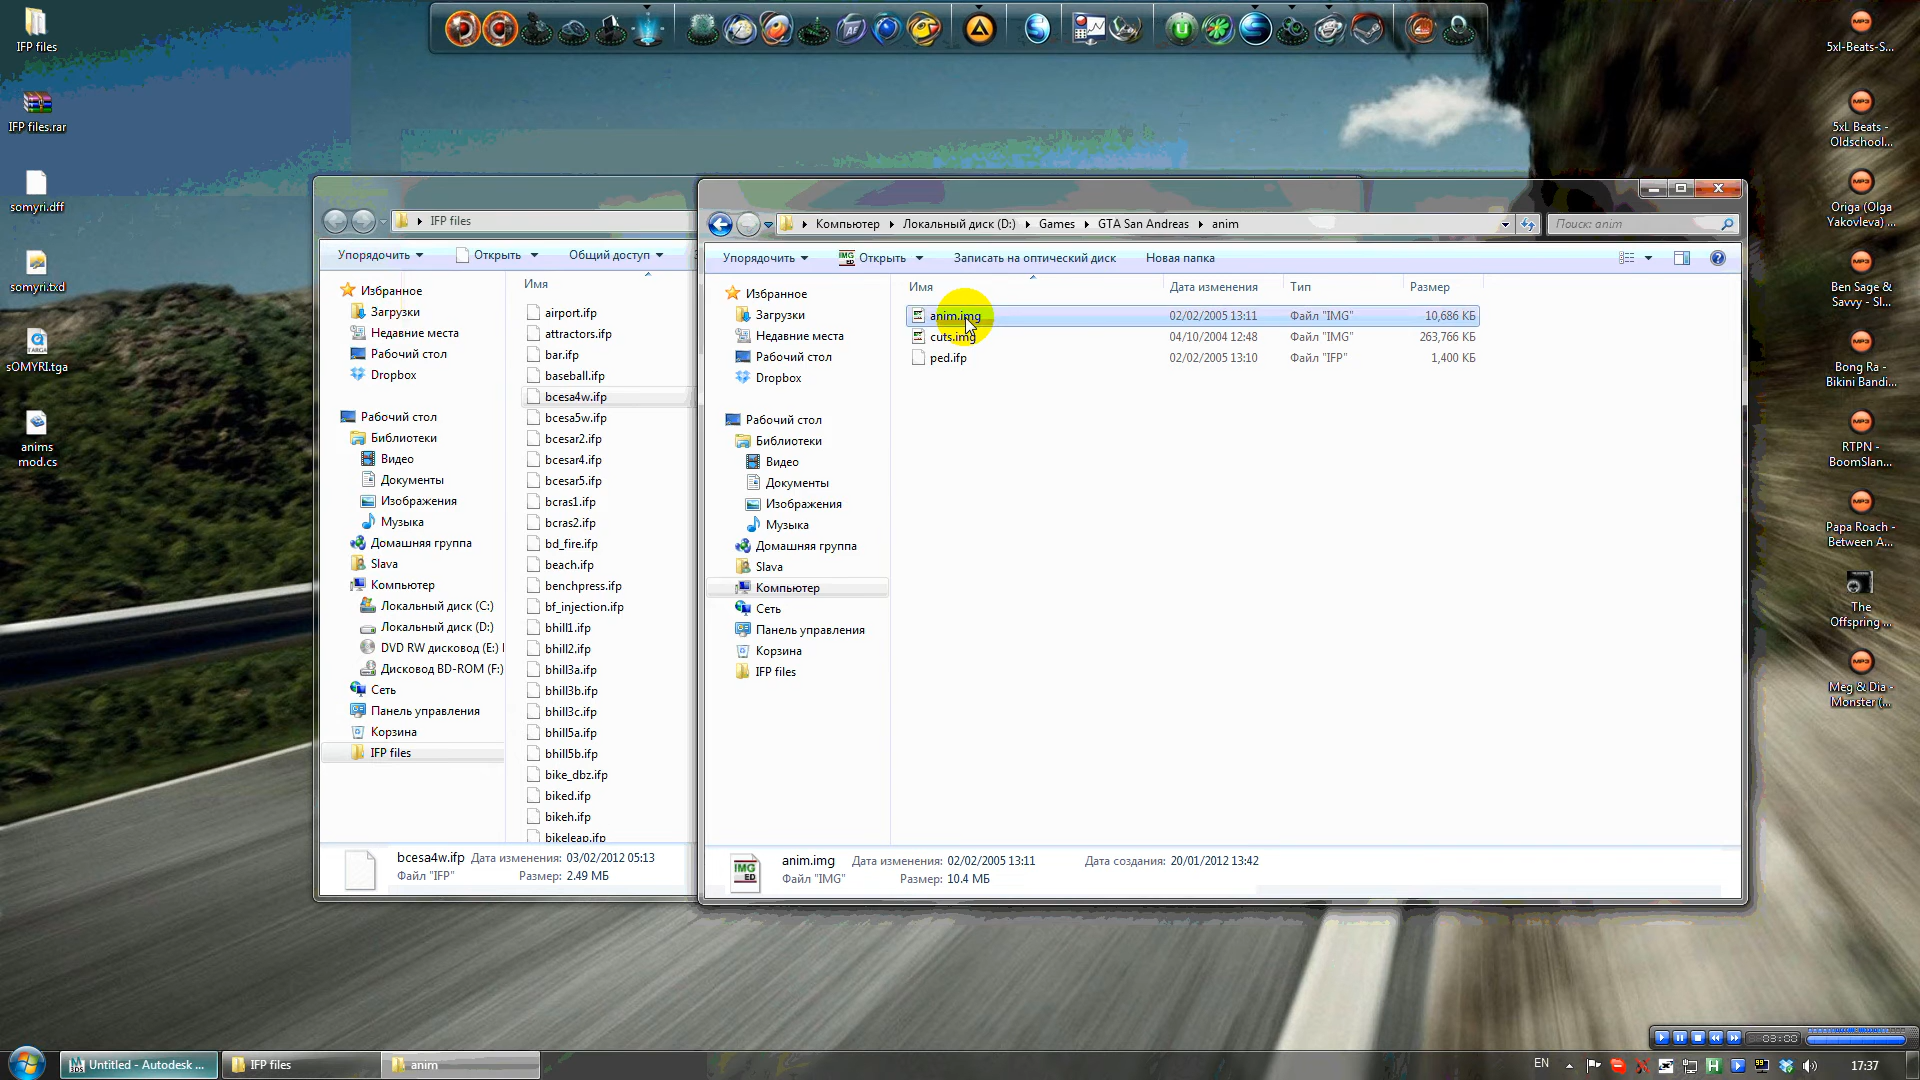 IFP files
IFP files.rar
somyri.dff
somyri.txd
sOMYRI.tga
anims
mod.cs
5xl-Beats-S...
5xL Beats -
Oldschool...
Origa (Olga
Yakovleva) ...
Ben Sage &
Savvy - Sl...
Bong Ra -
Bikini Bandi...
RTPN -
BoomSlan...
Papa Roach -
Between A...
The
Offspring ...
Meg & Dia -
Monster (...
IFP files
Упорядочить
Открыть
Общий доступ
Избранное
Загрузки
Недавние места
Рабочий стол
Dropbox
Рабочий стол
Библиотеки
Видео
Документы
Изображения
Музыка
Домашняя группа
Slava
Компьютер
Локальный диск (C:)
Локальный диск (D:)
DVD RW дисковод (E:)
Дисковод BD-ROM (F:)
Сеть
Панель управления
Корзина
IFP files
Имя
airport.ifp
attractors.ifp
bar.ifp
baseball.ifp
bcesa4w.ifp
bcesa5w.ifp
bcesar2.ifp
bcesar4.ifp
bcesar5.ifp
bcras1.ifp
bcras2.ifp
bd_fire.ifp
beach.ifp
benchpress.ifp
bf_injection.ifp
bhill1.ifp
bhill2.ifp
bhill3a.ifp
bhill3b.ifp
bhill3c.ifp
bhill5a.ifp
bhill5b.ifp
bike_dbz.ifp
biked.ifp
bikeh.ifp
bikeleap.ifp
bcesa4w.ifp Дата изменения: 03/02/2012 05:13
Файл "IFP" Размер: 2.49 МБ
Компьютер Локальный диск (D:) Games GTA San Andreas anim
Поиск: anim
Упорядочить Открыть Записать на оптический диск Новая папка
Избранное
Загрузки
Недавние места
Рабочий стол
Dropbox
Рабочий стол
Библиотеки
Видео
Документы
Изображения
Музыка
Домашняя группа
Slava
Компьютер
Сеть
Панель управления
Корзина
IFP files
Имя Дата изменения Тип Размер
anim.img 02/02/2005 13:11 Файл "IMG" 10,686 КБ
cuts.img 04/10/2004 12:48 Файл "IMG" 263,766 КБ
ped.ifp 02/02/2005 13:10 Файл "IFP" 1,400 КБ
IMG
ED
anim.img Дата изменения: 02/02/2005 13:11 Дата создания: 20/01/2012 13:42
Файл "IMG" Размер: 10.4 МБ
Untitled - Autodesk ...
IFP files
anim
03:00
EN
17:37